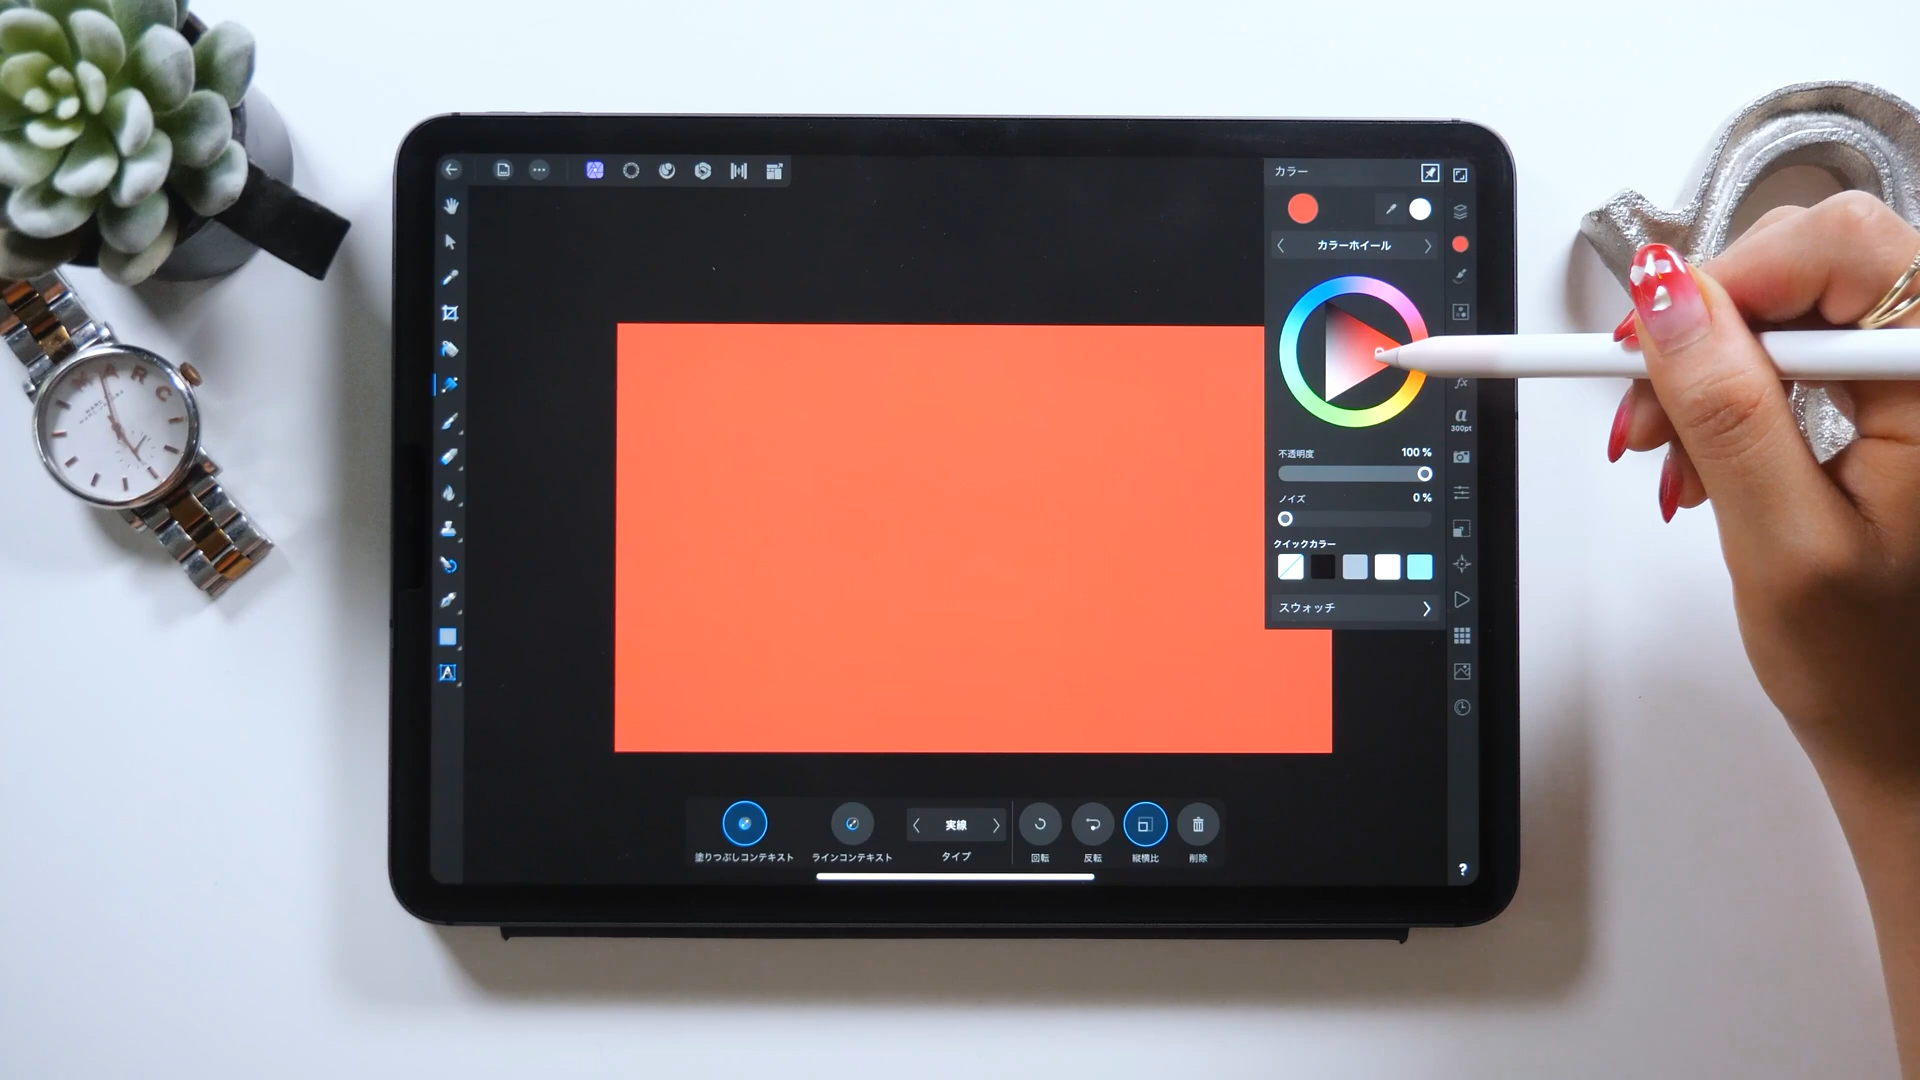 カラー
カラーホイール
不透明度 100 %
ノイズ 0 %
クイックカラー
スウォッチ
fx
a
300pt
A
実線
塗りつぶしコンテキスト
ラインコンテキスト
タイプ
回転
反転
縦横比
削除
?
MARC